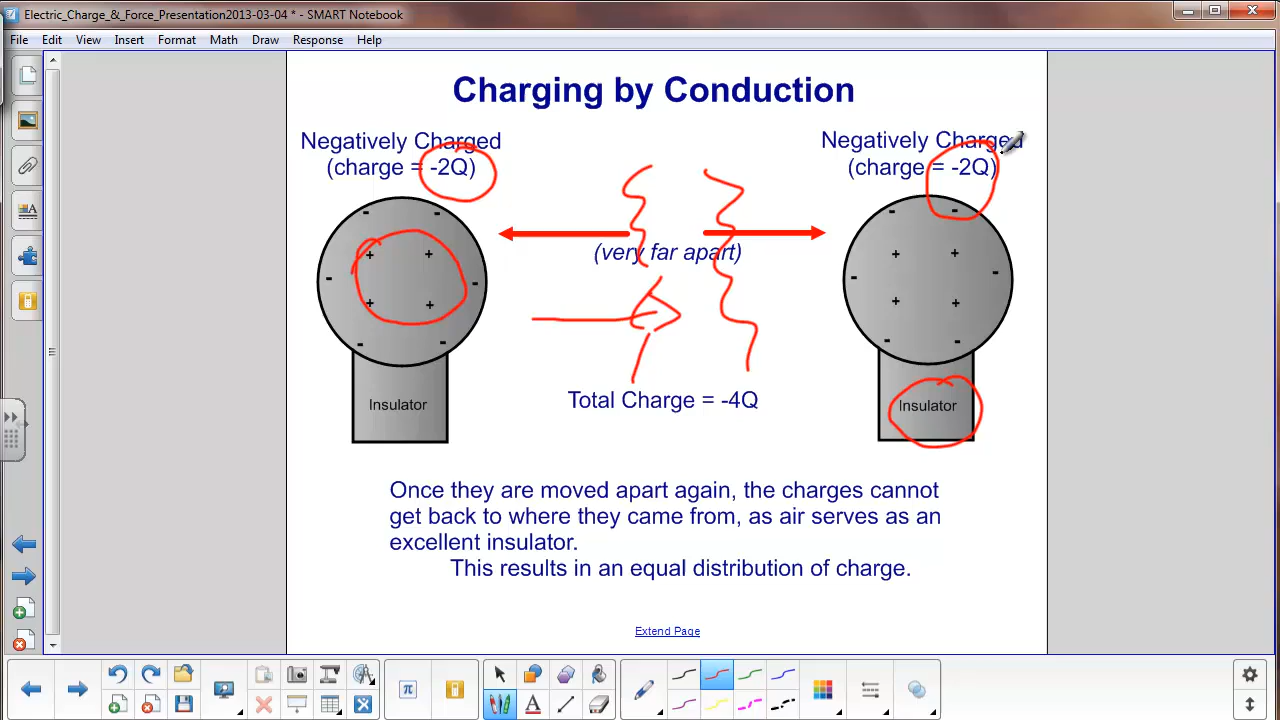 Electric_Charge_&_Force_Presentation2013-03-04 * - SMART Notebook
File Edit View Insert Format Math Draw Response Help
Charging by Conduction
Negatively Charged
(charge = -2Q)
Negatively Charged
(charge = -2Q)
(very far apart)
Insulator
Insulator
Total Charge = -4Q
Once they are moved apart again, the charges cannot
get back to where they came from, as air serves as an
excellent insulator.
This results in an equal distribution of charge.
Extend Page